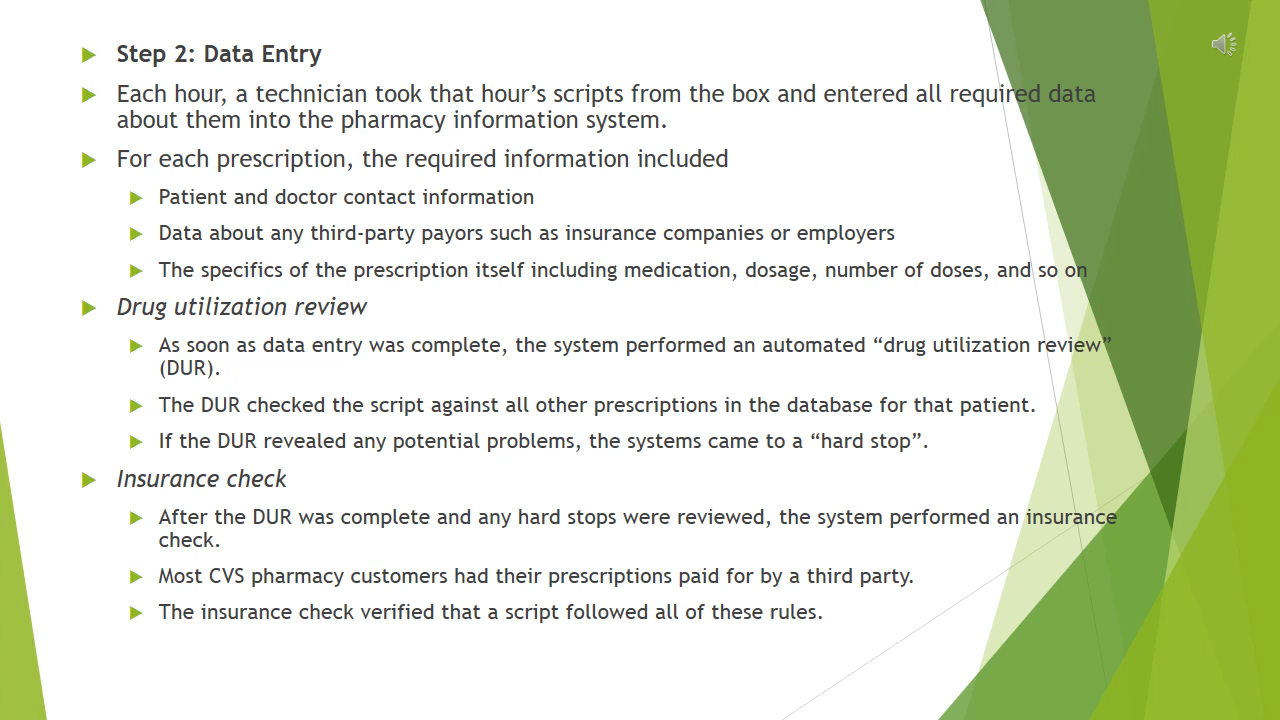 Step 2: Data Entry
Each hour, a technician took that hour’s scripts from the box and entered all required data
about them into the pharmacy information system.
For each prescription, the required information included
Patient and doctor contact information
Data about any third-party payors such as insurance companies or employers
The specifics of the prescription itself including medication, dosage, number of doses, and so on
Drug utilization review
As soon as data entry was complete, the system performed an automated “drug utilization review”
(DUR).
The DUR checked the script against all other prescriptions in the database for that patient.
If the DUR revealed any potential problems, the systems came to a “hard stop”.
Insurance check
After the DUR was complete and any hard stops were reviewed, the system performed an insurance
check.
Most CVS pharmacy customers had their prescriptions paid for by a third party.
The insurance check verified that a script followed all of these rules.